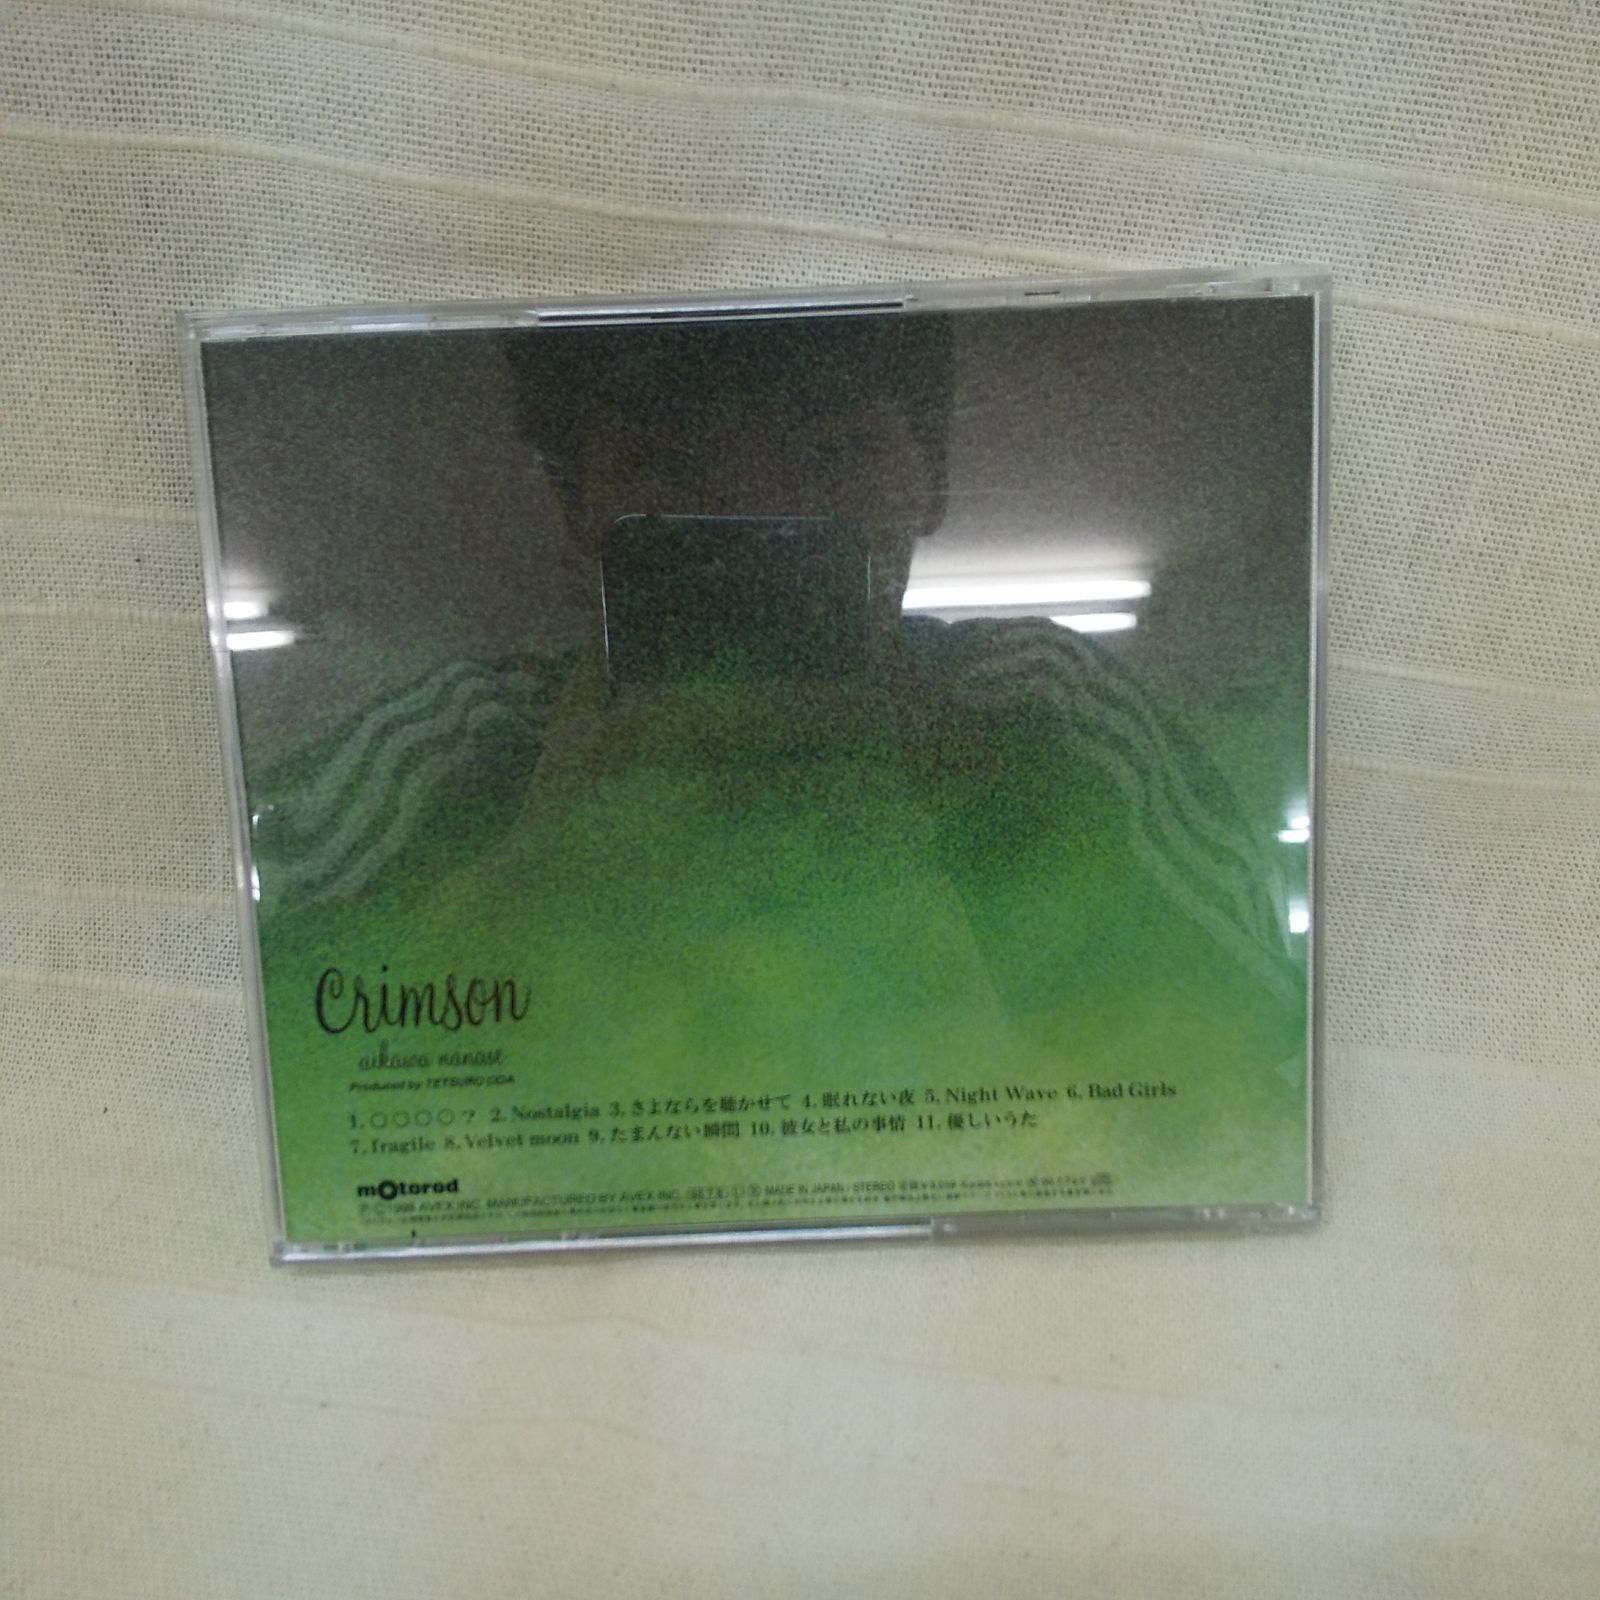 Crimson
aikawa nanase
Produced by TETSURO ODA
1. ○○○○? 2. Nostalgia 3. さよならを聴かせて 4. 眠れない夜 5. Night Wave 6. Bad Girls
7. fragile 8. Velvet moon 9. たまんない瞬間 10. 彼女と私の事情 11. 優しいうた
motorod
AVEX INC. MANUFACTURED BY AVEX INC. MADE IN JAPAN / STEREO